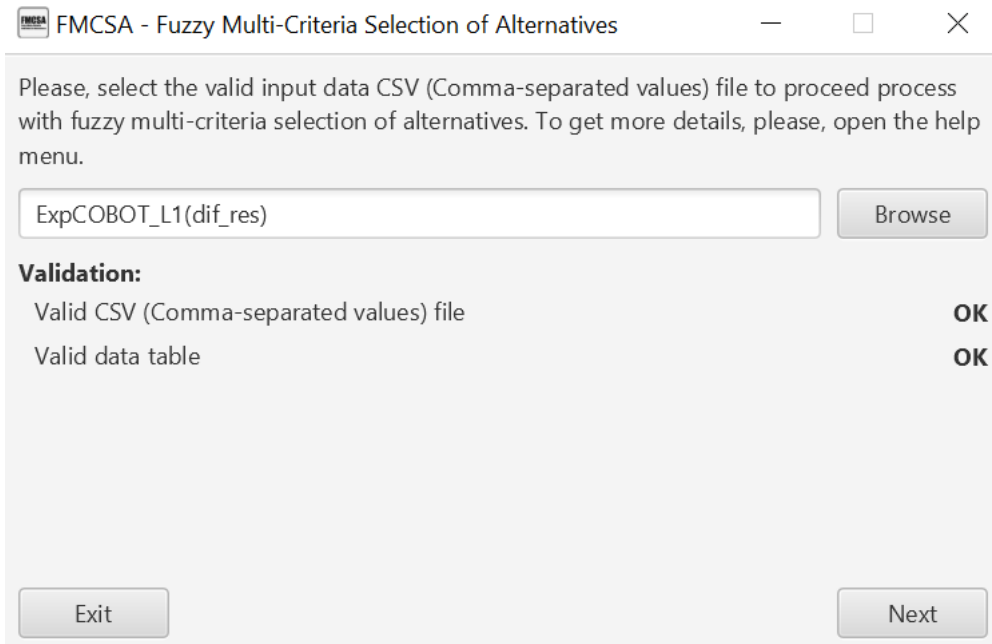 FMCSA FMCSA - Fuzzy Multi-Criteria Selection of Alternatives
Please, select the valid input data CSV (Comma-separated values) file to proceed process
with fuzzy multi-criteria selection of alternatives. To get more details, please, open the help
menu.
ExpCOBOT_L1(dif_res) Browse
Validation:
Valid CSV (Comma-separated values) file OK
Valid data table OK
Exit Next